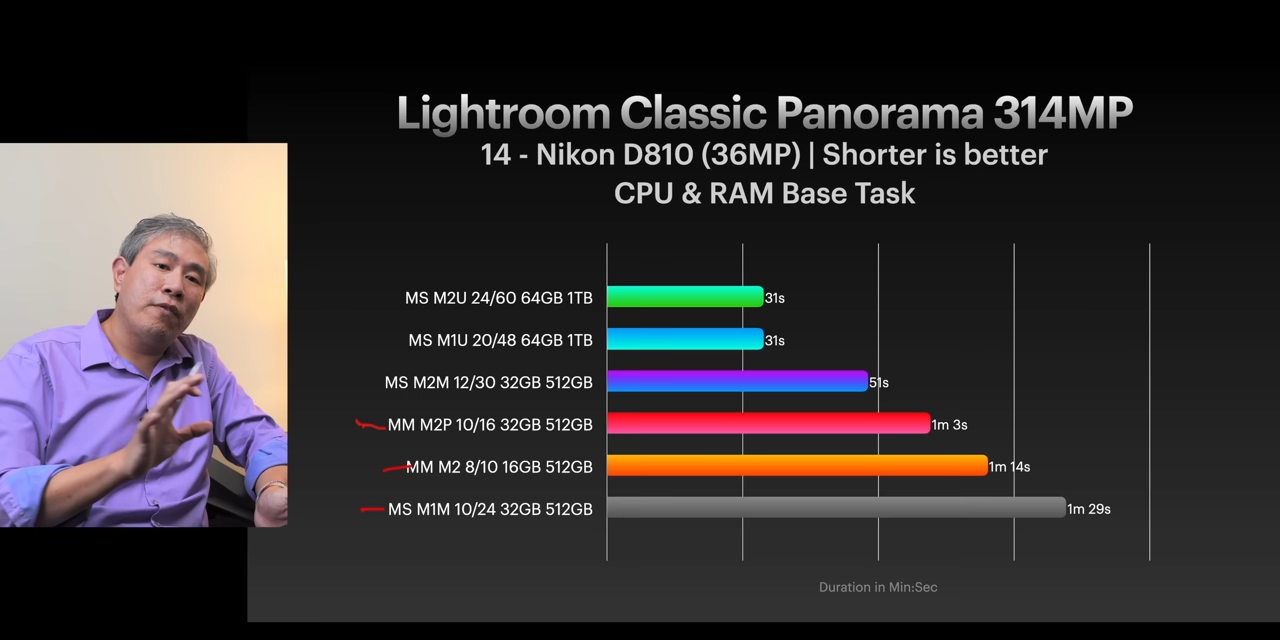 Lightroom Classic Panorama 314MP
14 - Nikon D810 (36MP) | Shorter is better
CPU & RAM Base Task
MS M2U 24/60 64GB 1TB 31s
MS M1U 20/48 64GB 1TB 31s
MS M2M 12/30 32GB 512GB 51s
MM M2P 10/16 32GB 512GB 1m 3s
MM M2 8/10 16GB 512GB 1m 14s
MS M1M 10/24 32GB 512GB 1m 29s
Duration in Min:Sec